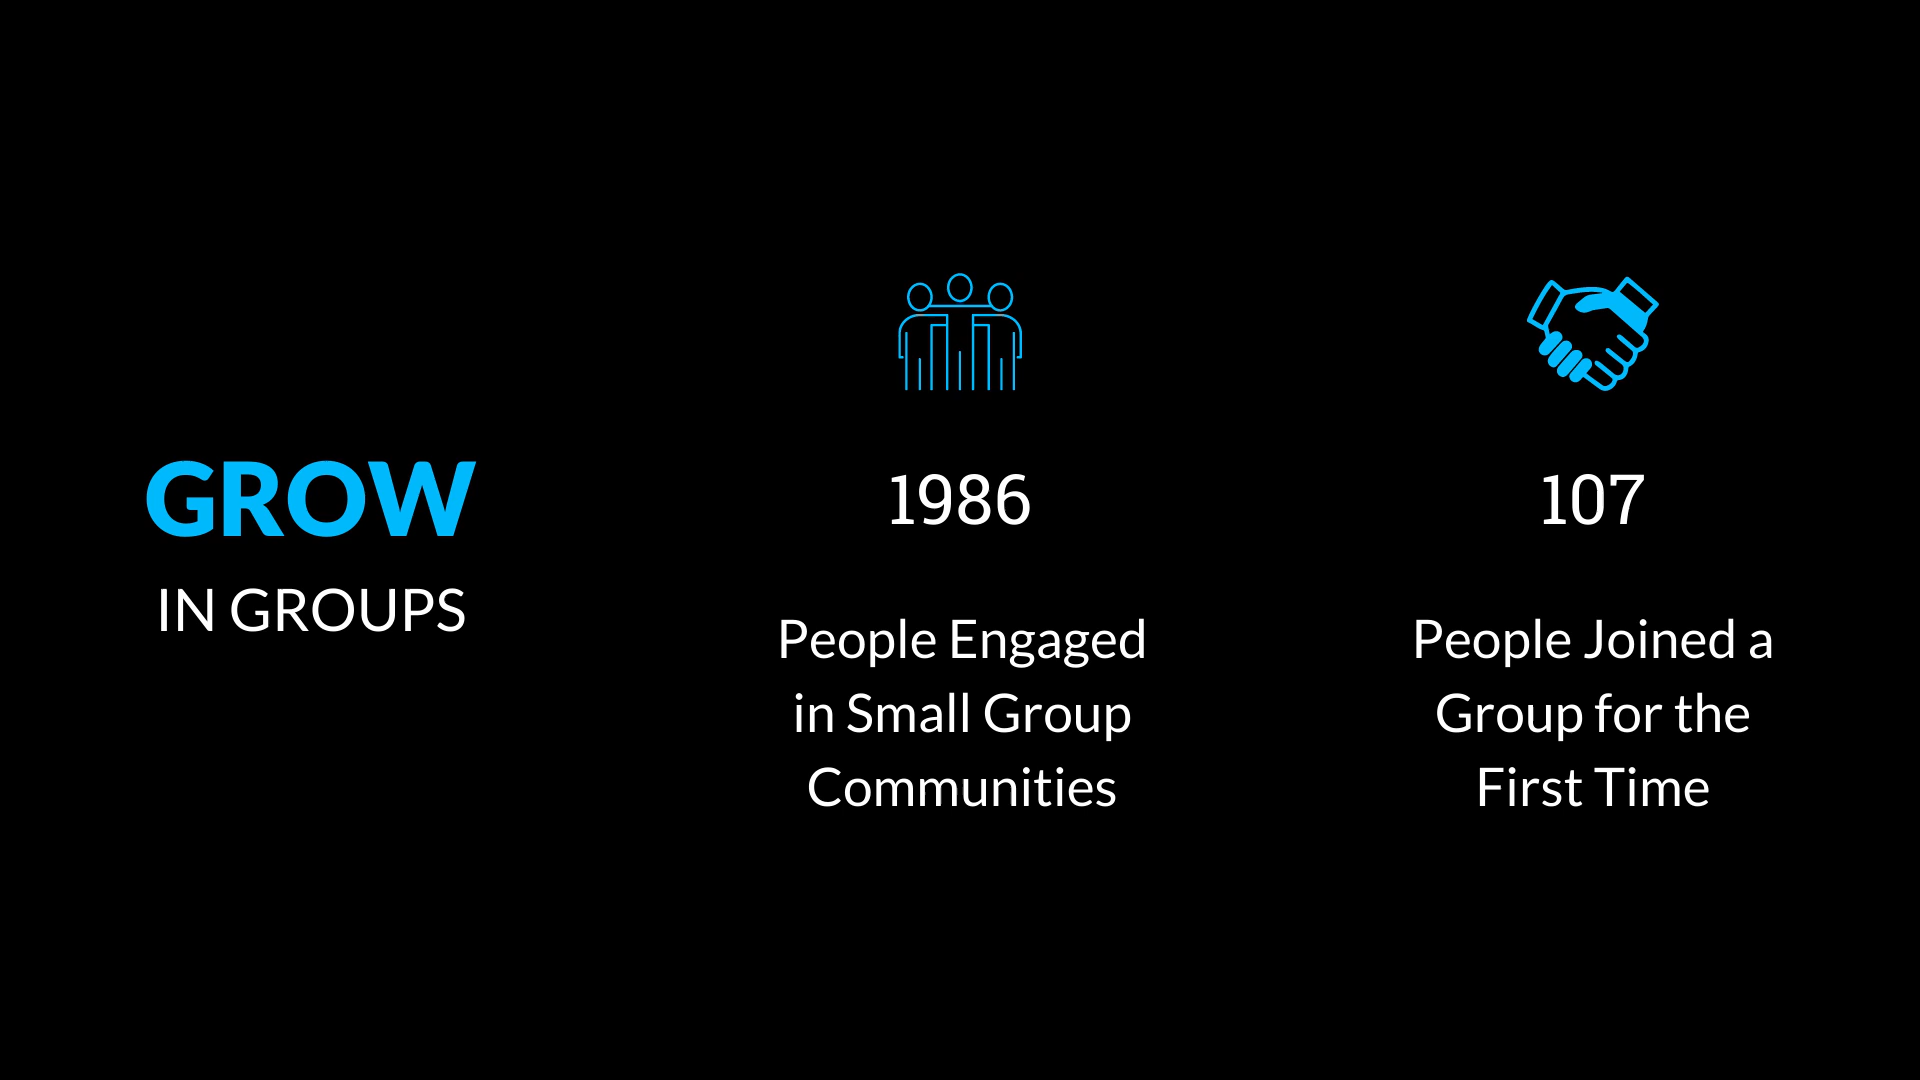 GROW
IN GROUPS
1986
People Engaged
in Small Group
Communities
107
People Joined a
Group for the
First Time